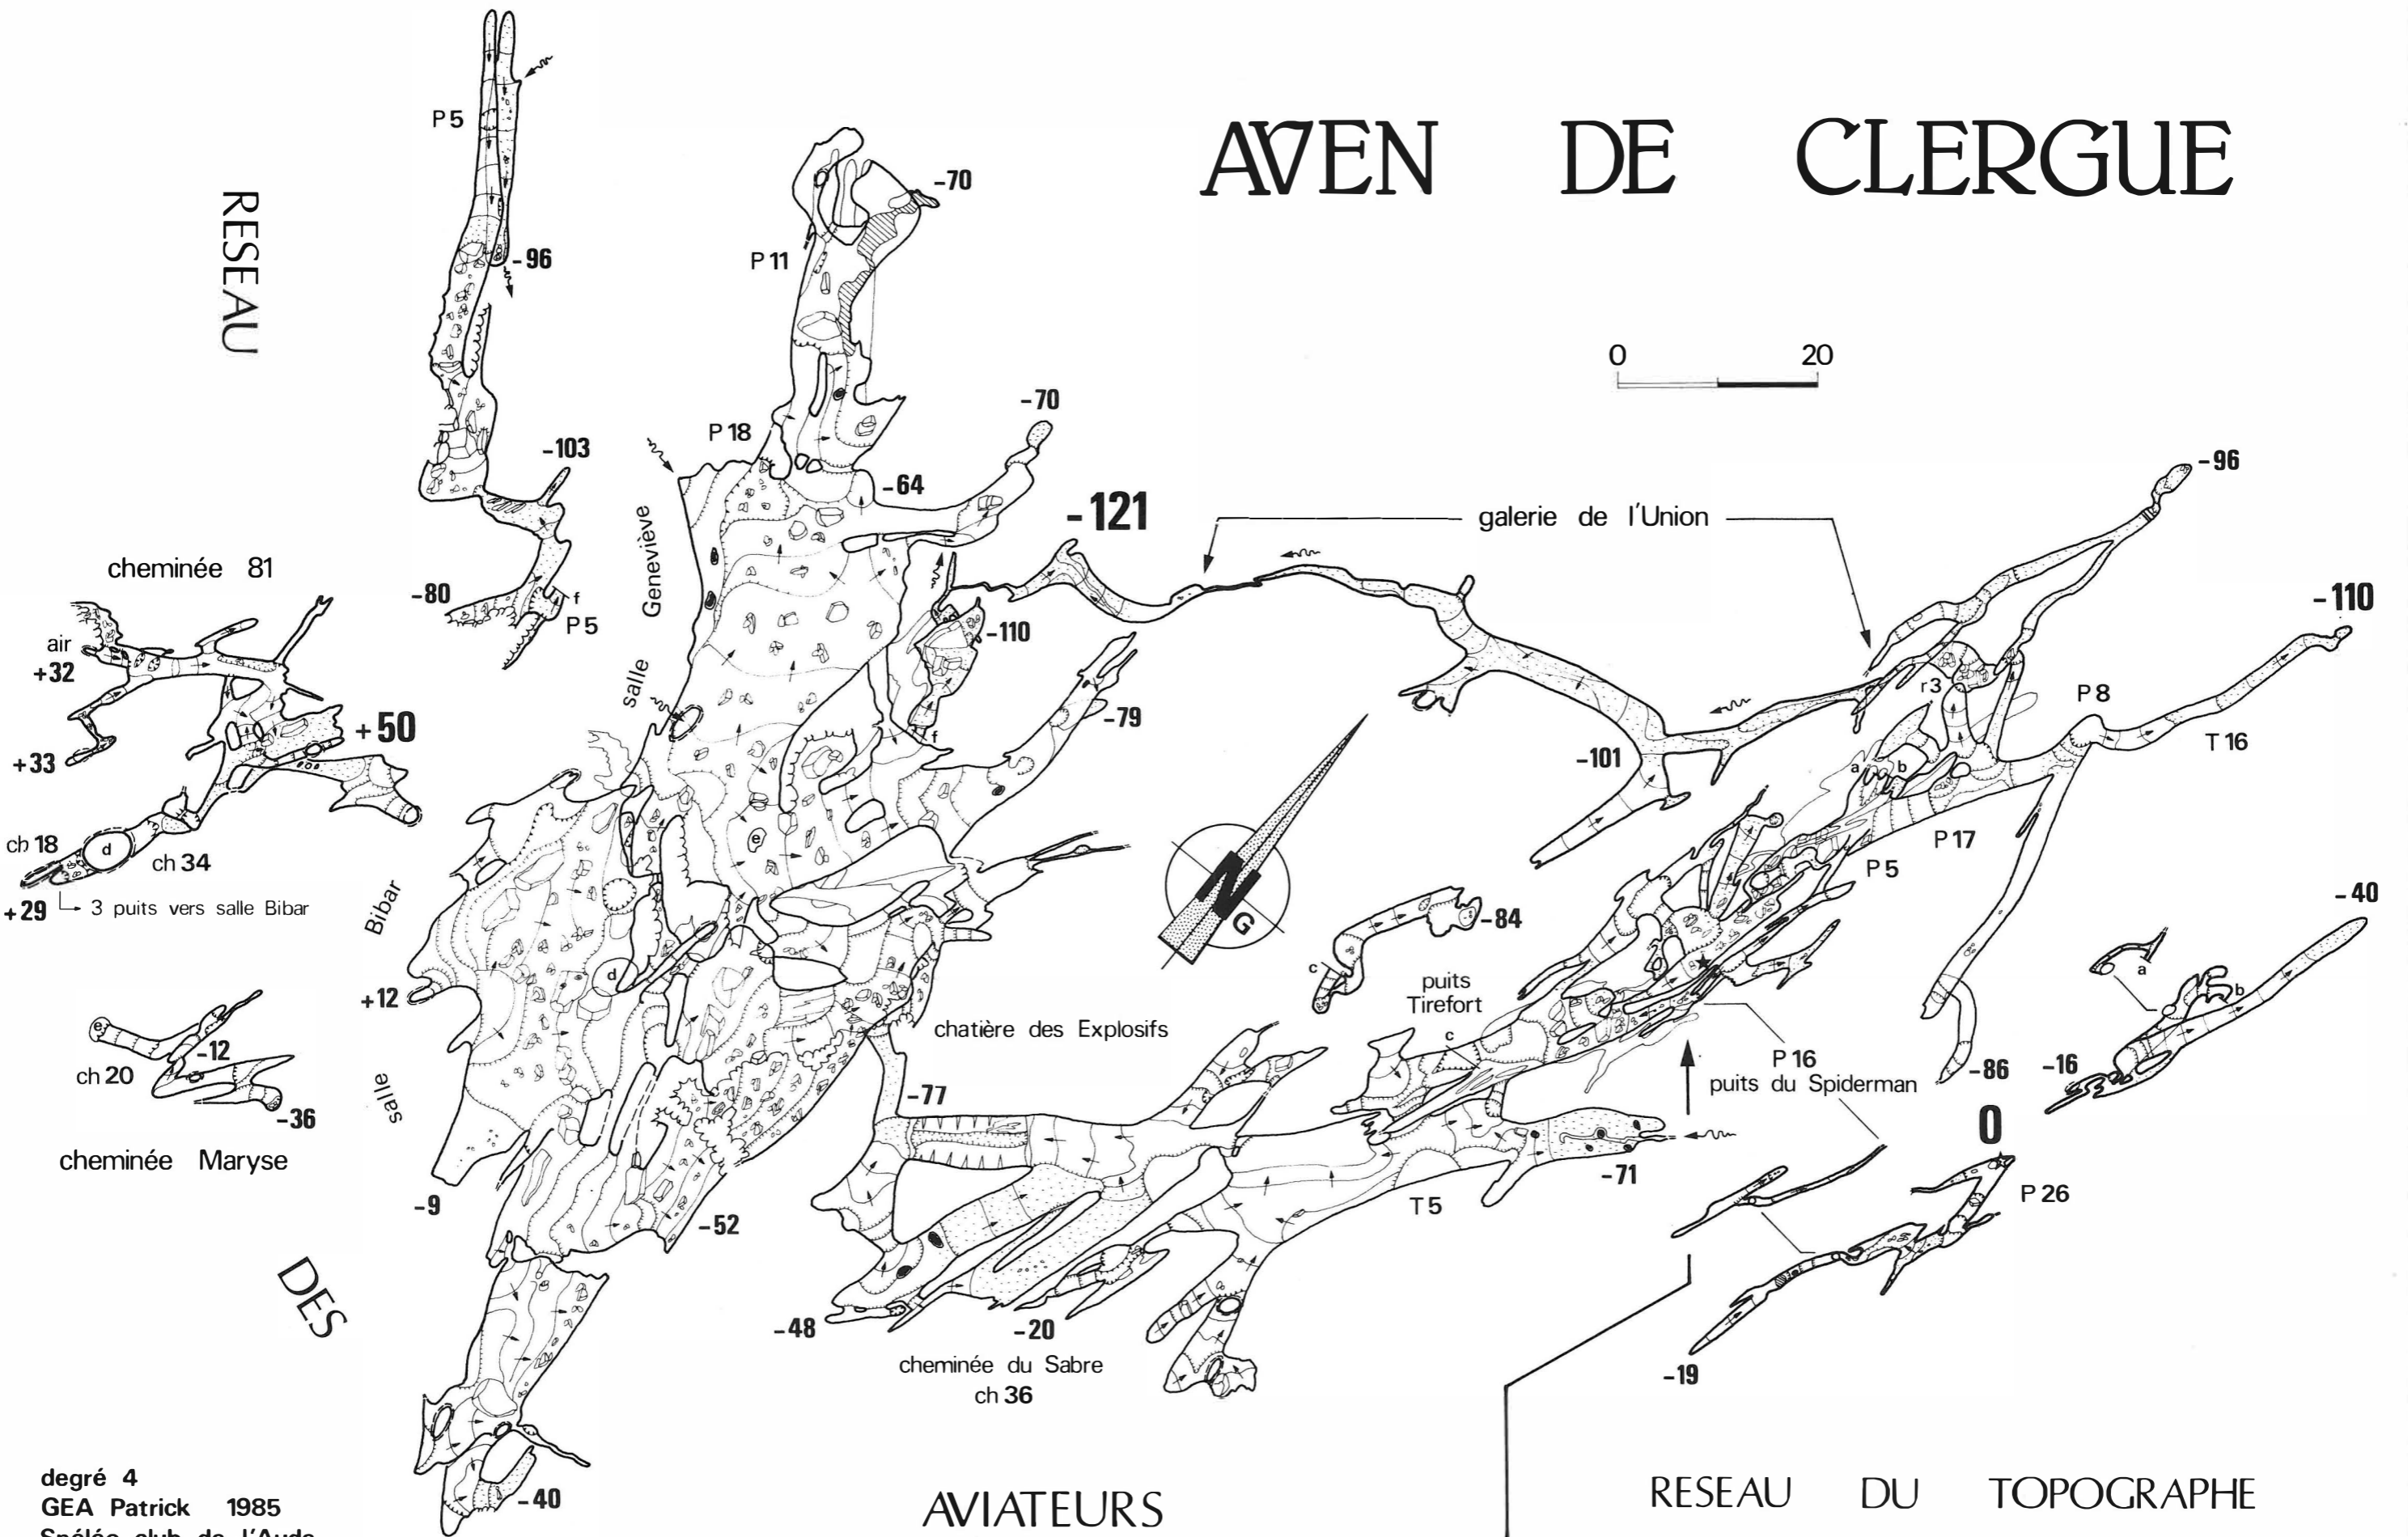 AVEN DE CLERGUE
RESEAU
DES
AVIATEURS
RESEAU DU TOPOGRAPHE
0 20
P5
-96
-103
-80
f
P5
P11
-70
P18
-64
-70
-121
galerie de l'Union
-96
-110
salle Geneviève
-110
f
-79
cheminée 81
air
+32
+33
+50
ch 18
d
ch 34
+29
3 puits vers salle Bibar
e
salle Bibar
d
+12
-9
-52
-40
e
-12
ch 20
-36
cheminée Maryse
N
G
-101
r3
P8
T16
a
b
P17
P5
-84
c
puits
Tirefort
c
P16
puits du Spiderman
-86
-40
a
b
-16
0
P26
-19
chatière des Explosifs
-77
-71
T5
-48
-20
cheminée du Sabre
ch 36
degré 4
GEA Patrick 1985
Spéléo club de l'Aude